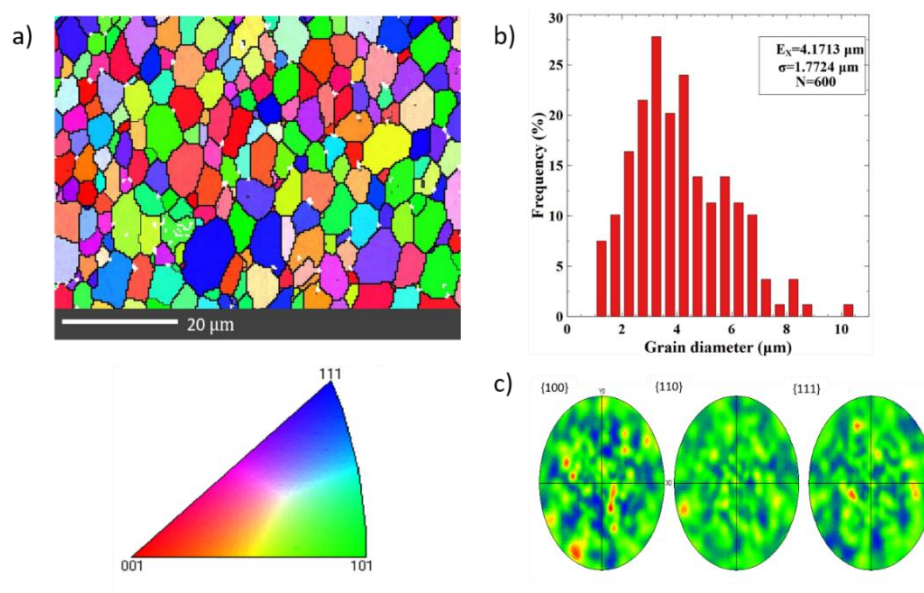 a)
20 µm
111
001
101
b)
30
25
20
15
10
5
0
Frequency (%)
Eₓ=4.1713 µm
σ=1.7724 µm
N=600
0 2 4 6 8 10
Grain diameter (µm)
c)
{100} {110} {111}